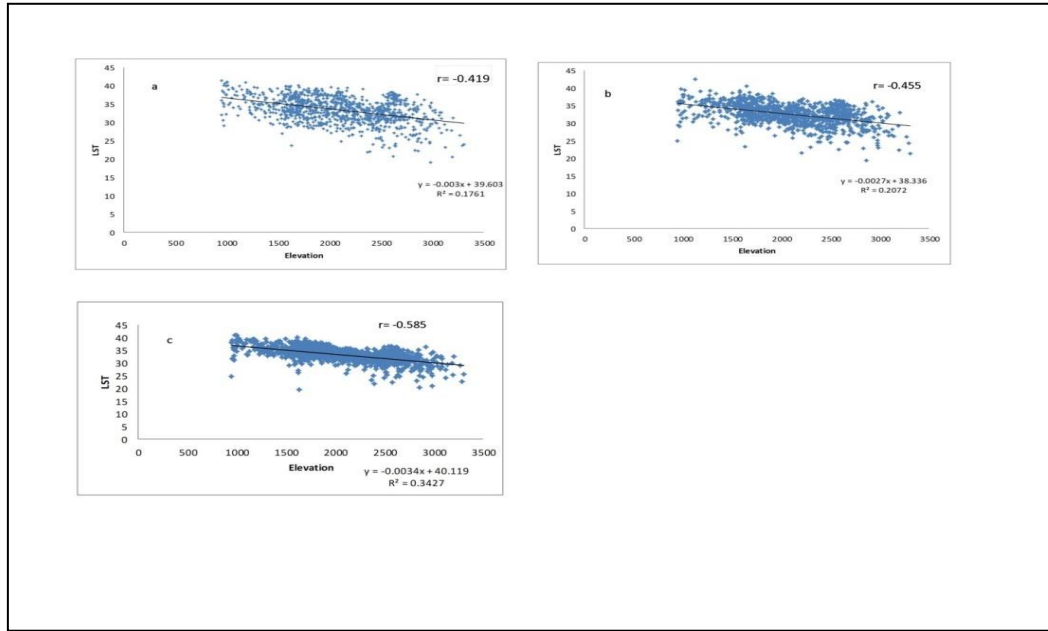 a
r= -0.419
45
40
35
30
25
20
15
10
5
0
LST
y = -0.003x + 39.603
R² = 0.1761
0 500 1000 1500 2000 2500 3000 3500
Elevation
b
r= -0.455
45
40
35
30
25
20
15
10
5
0
LST
y = -0.0027x + 38.336
R² = 0.2072
0 500 1000 1500 2000 2500 3000 3500
Elevation
c
r= -0.585
45
40
35
30
25
20
15
10
5
0
LST
0 500 1000 1500 2000 2500 3000 3500
Elevation
y = -0.0034x + 40.119
R² = 0.3427